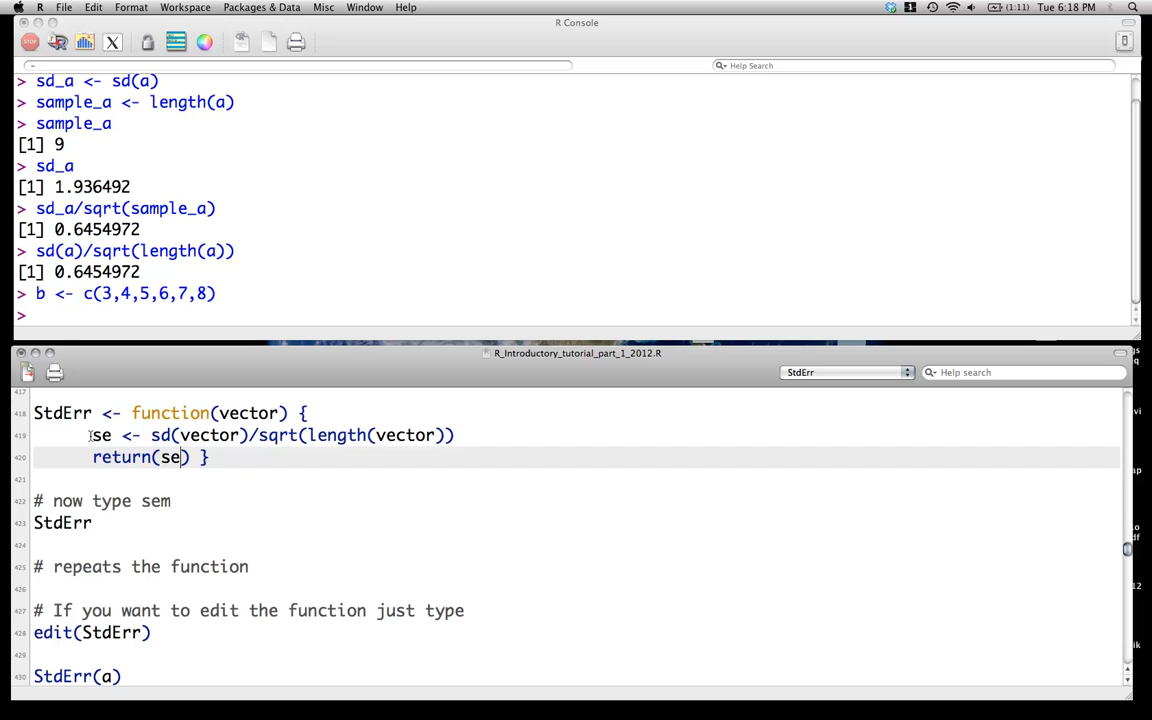 R File Edit Format Workspace Packages & Data Misc Window Help 1 (1:11) Tue 6:18 PM
R Console
STOP R X
~ Help Search
> sd_a <- sd(a)
> sample_a <- length(a)
> sample_a
[1] 9
> sd_a
[1] 1.936492
> sd_a/sqrt(sample_a)
[1] 0.6454972
> sd(a)/sqrt(length(a))
[1] 0.6454972
> b <- c(3,4,5,6,7,8)
>
R_Introductory_tutorial_part_1_2012.R
StdErr Help search
417
418 StdErr <- function(vector) {
419 se <- sd(vector)/sqrt(length(vector))
420 return(se) }
421
422 # now type sem
423 StdErr
424
425 # repeats the function
426
427 # If you want to edit the function just type
428 edit(StdErr)
429
430 StdErr(a)